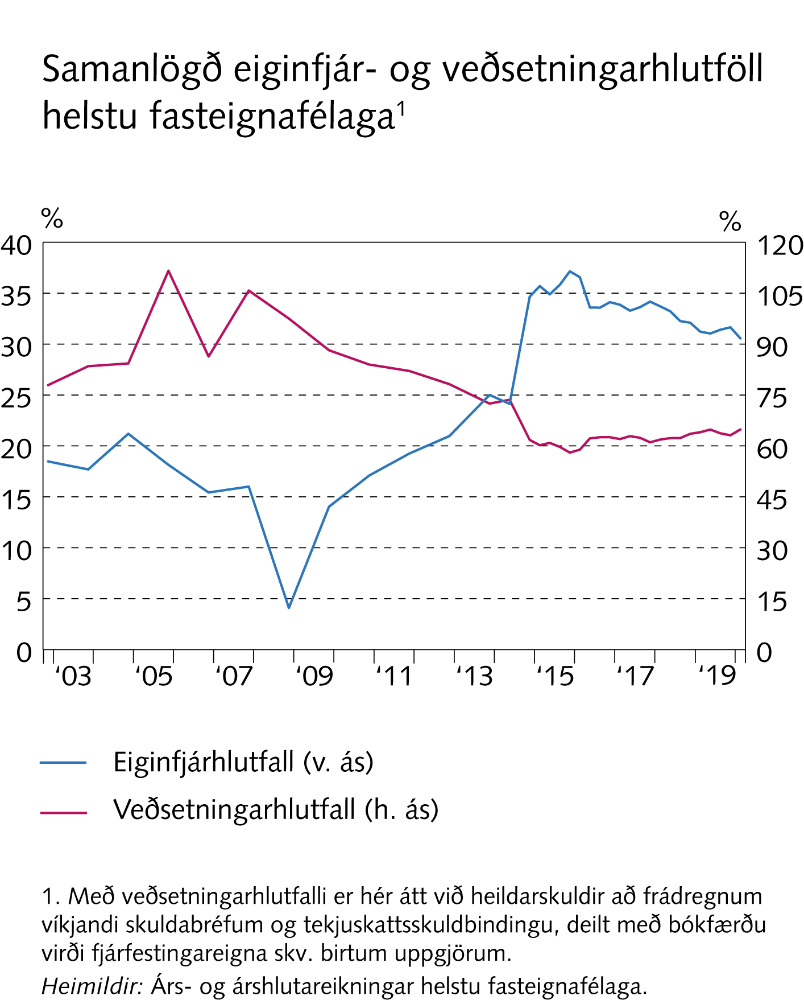 Samanlögð eiginfjár- og veðsetningarhlutföll
helstu fasteignafélaga¹
% %
40 120
35 105
30 90
25 75
20 60
15 45
10 30
5 15
0 0
‘03 ‘05 ‘07 ‘09 ‘11 ‘13 ‘15 ‘17 ‘19
Eiginfjárhlutfall (v. ás)
Veðsetningarhlutfall (h. ás)
1. Með veðsetningarhlutfalli er hér átt við heildarskuldir að frádregnum
víkjandi skuldabréfum og tekjuskattsskuldbindingu, deilt með bókfærðu
virði fjárfestingareigna skv. birtum uppgjörum.
Heimildir: Árs- og árshlutareikningar helstu fasteignafélaga.